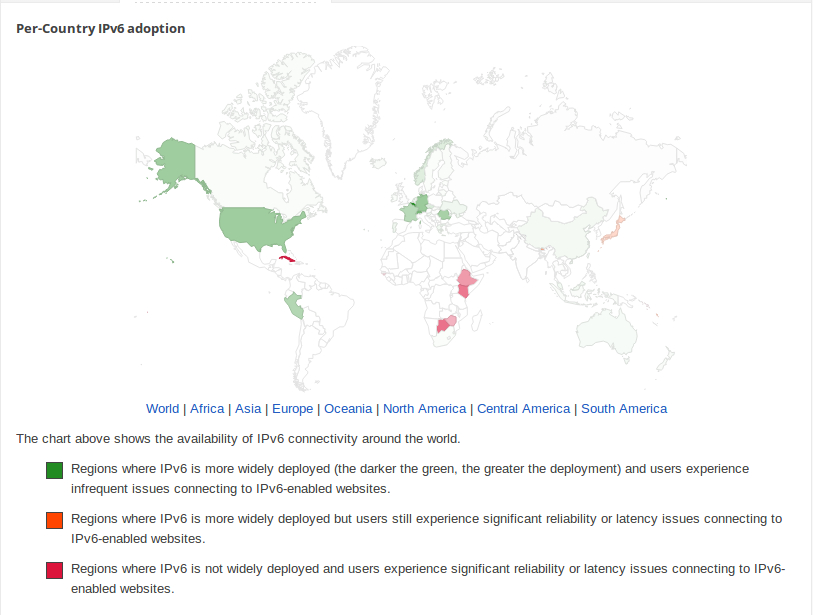 Per-Country IPv6 adoption
World | Africa | Asia | Europe | Oceania | North America | Central America | South America
The chart above shows the availability of IPv6 connectivity around the world.
Regions where IPv6 is more widely deployed (the darker the green, the greater the deployment) and users experience
infrequent issues connecting to IPv6-enabled websites.
Regions where IPv6 is more widely deployed but users still experience significant reliability or latency issues connecting to
IPv6-enabled websites.
Regions where IPv6 is not widely deployed and users experience significant reliability or latency issues connecting to IPv6-
enabled websites.